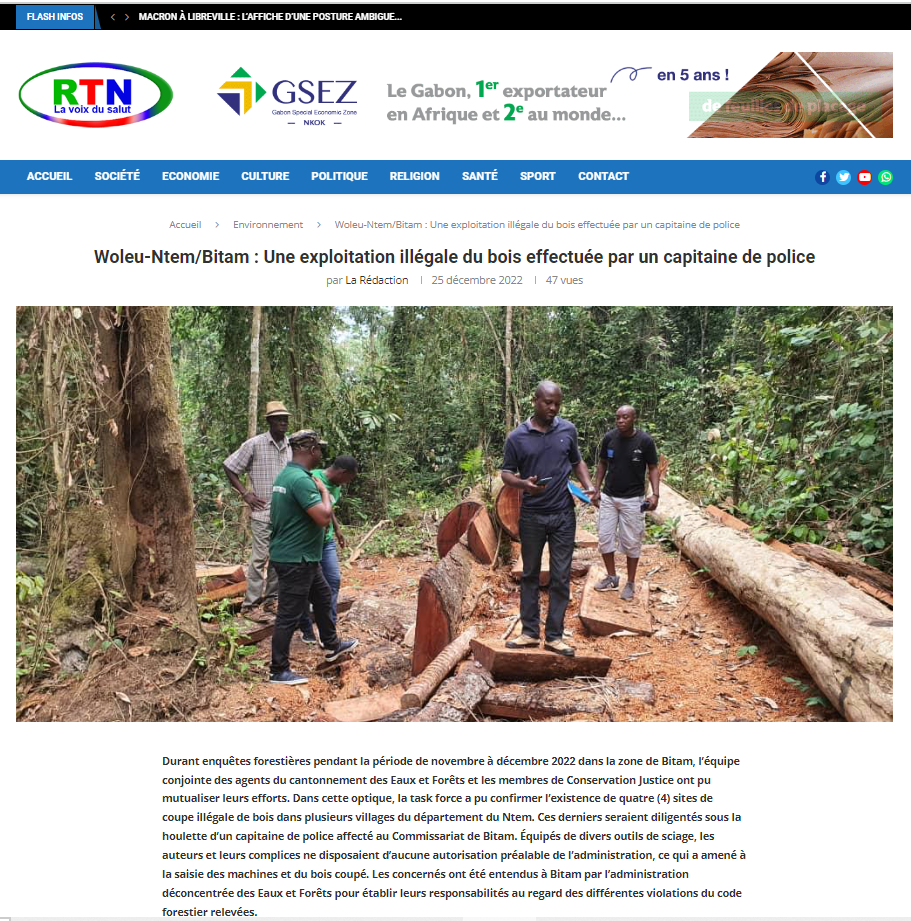 FLASH INFOS
MACRON À LIBREVILLE : L'AFFICHE D'UNE POSTURE AMBIGUE...
RTN
La voix du salut
GSEZ
Gabon Special Economic Zone
NKOK
Le Gabon, 1er exportateur
en Afrique et 2e au monde...
en 5 ans !
ACCUEIL SOCIÉTÉ ECONOMIE CULTURE POLITIQUE RELIGION SANTÉ SPORT CONTACT
Accueil > Environnement > Woleu-Ntem/Bitam : Une exploitation illégale du bois effectuée par un capitaine de police
Woleu-Ntem/Bitam : Une exploitation illégale du bois effectuée par un capitaine de police
par La Rédaction | 25 décembre 2022 | 47 vues
Durant enquêtes forestières pendant la période de novembre à décembre 2022 dans la zone de Bitam, l'équipe
conjointe des agents du cantonnement des Eaux et Forêts et les membres de Conservation Justice ont pu
mutualiser leurs efforts. Dans cette optique, la task force a pu confirmer l'existence de quatre (4) sites de
coupe illégale de bois dans plusieurs villages du département du Ntem. Ces derniers seraient diligentés sous la
houlette d'un capitaine de police affecté au Commissariat de Bitam. Équipés de divers outils de sciage, les
auteurs et leurs complices ne disposaient d'aucune autorisation préalable de l'administration, ce qui a amené à
la saisie des machines et du bois coupé. Les concernés ont été entendus à Bitam par l'administration
déconcentrée des Eaux et Forêts pour établir leurs responsabilités au regard des différentes violations du code
forestier relevées.